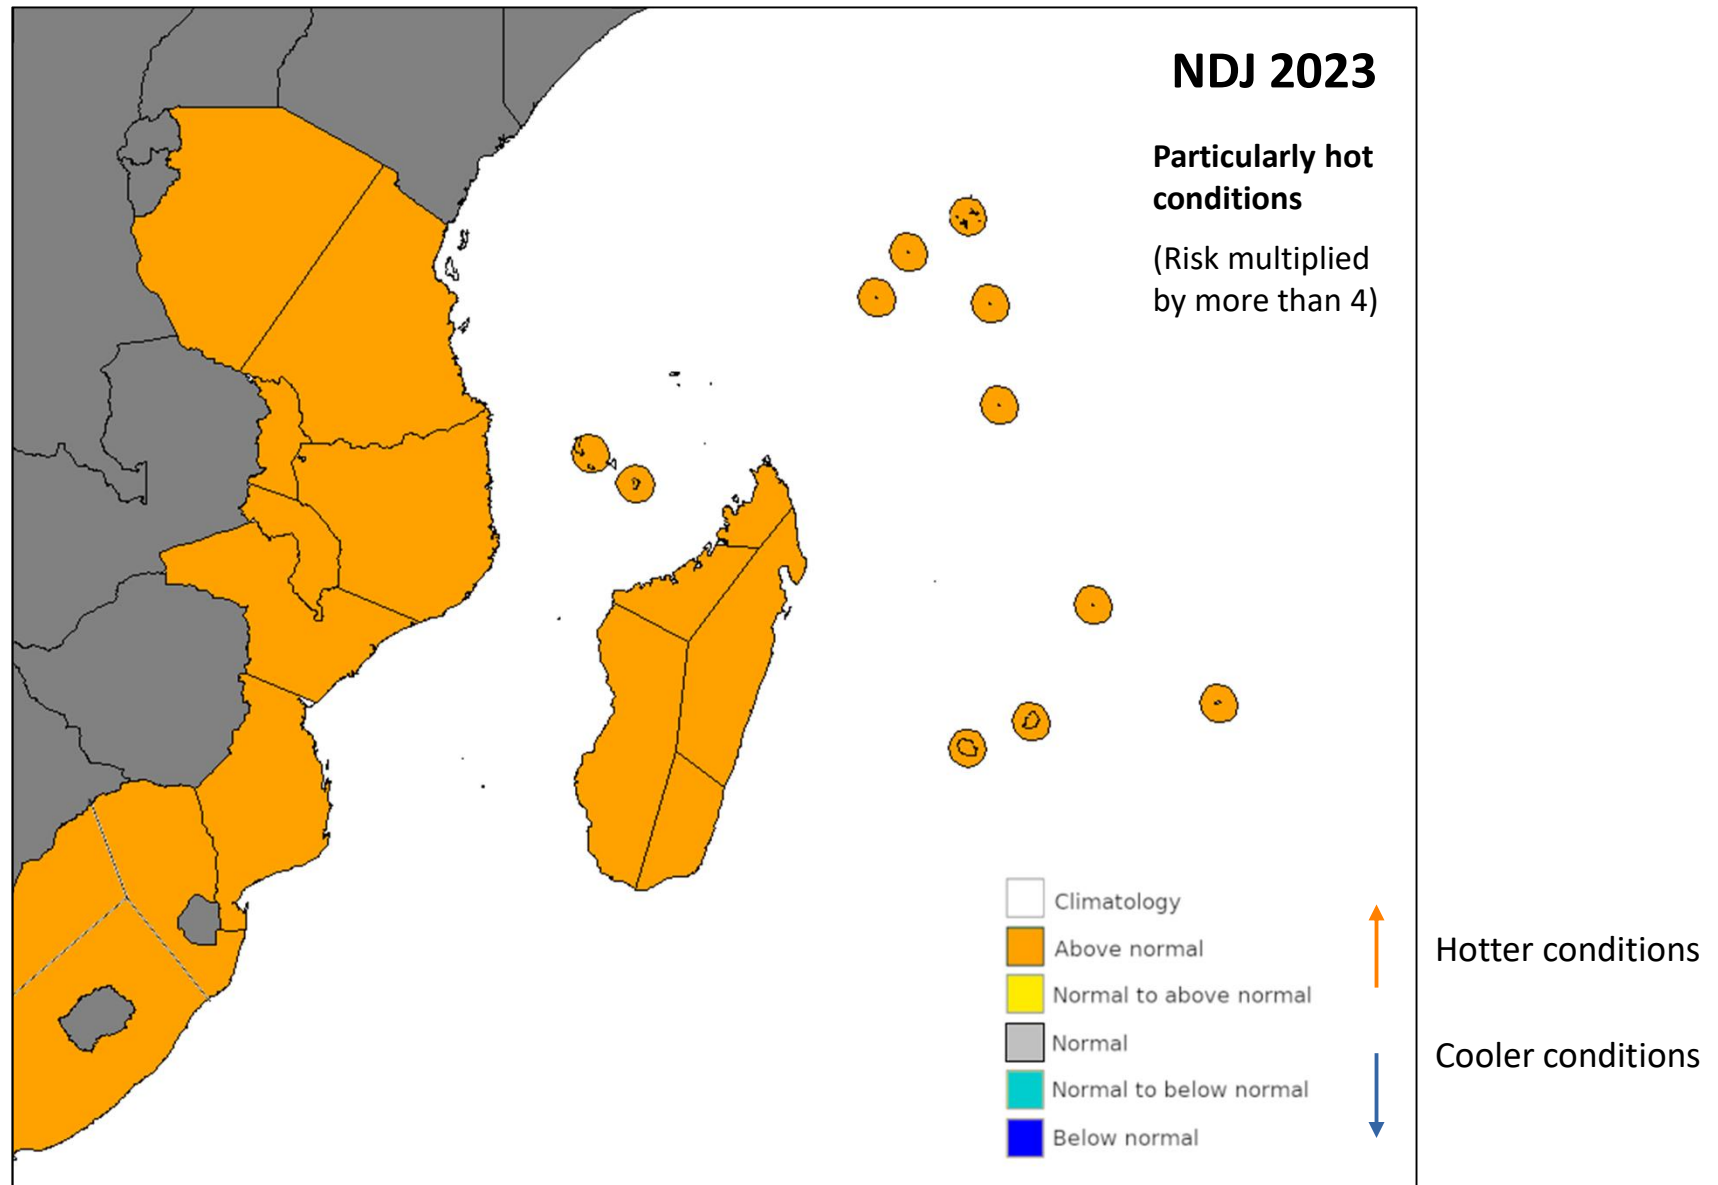 NDJ 2023
Particularly hot
conditions
(Risk multiplied
by more than 4)
Climatology
Above normal
Normal to above normal
Normal
Normal to below normal
Below normal
Hotter conditions
Cooler conditions